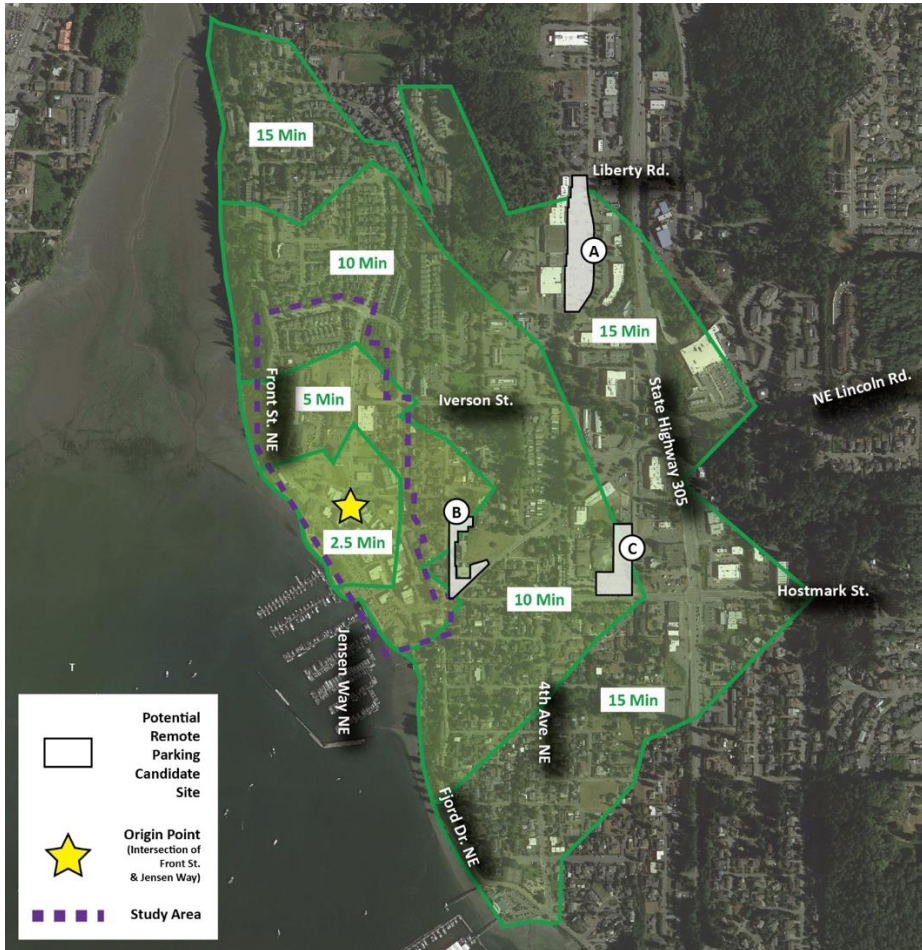 15 Min
Liberty Rd.
A
10 Min
15 Min
NE Lincoln Rd.
5 Min
Front St. NE
Iverson St.
State Highway 305
B
2.5 Min
C
10 Min
Hostmark St.
Jensen Way NE
4th Ave. NE
15 Min
Fjord Dr. NE
T
Potential
Remote
Parking
Candidate
Site
Origin Point
(Intersection of
Front St.
& Jensen Way)
Study Area